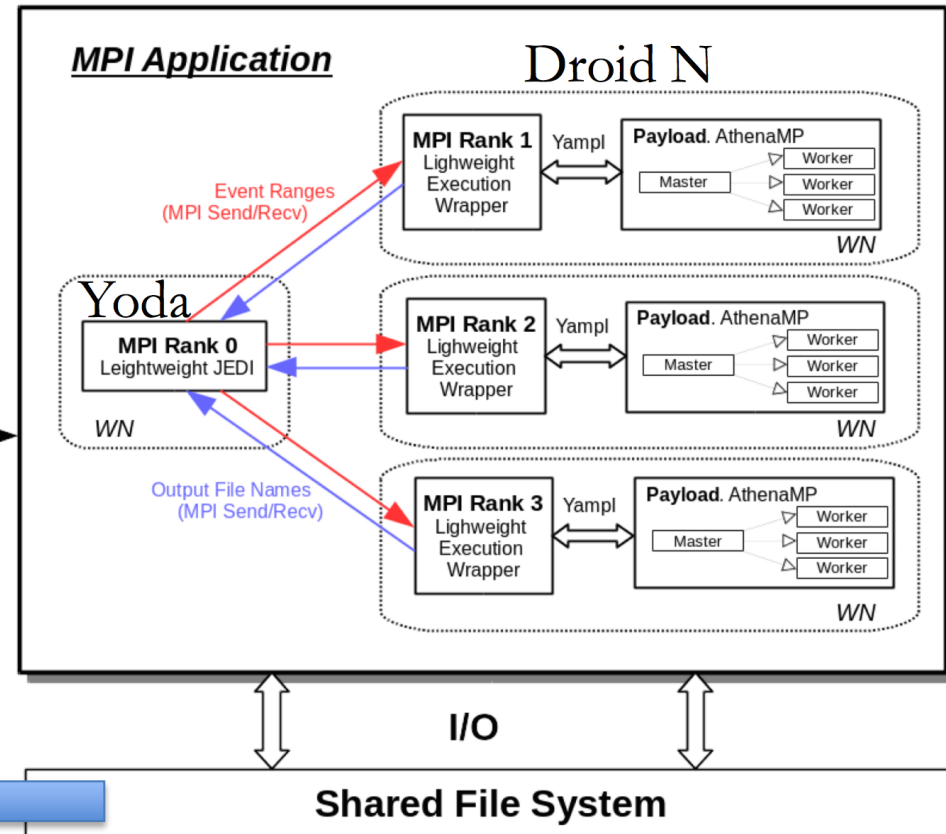 MPI Application
Droid N
MPI Rank 1
Lighweight
Execution
Wrapper
Yampl
Payload. AthenaMP
Master
Worker
Worker
Worker
WN
Event Ranges
(MPI Send/Recv)
Yoda
MPI Rank 0
Leightweight JEDI
WN
MPI Rank 2
Lighweight
Execution
Wrapper
Yampl
Payload. AthenaMP
Master
Worker
Worker
Worker
WN
Output File Names
(MPI Send/Recv)
MPI Rank 3
Lighweight
Execution
Wrapper
Yampl
Payload. AthenaMP
Master
Worker
Worker
Worker
WN
I/O
Shared File System